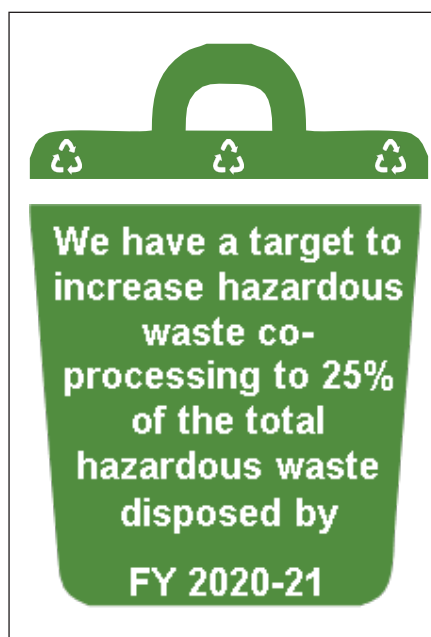 We have a target to
increase hazardous
waste co-
processing to 25%
of the total
hazardous waste
disposed by
FY 2020-21